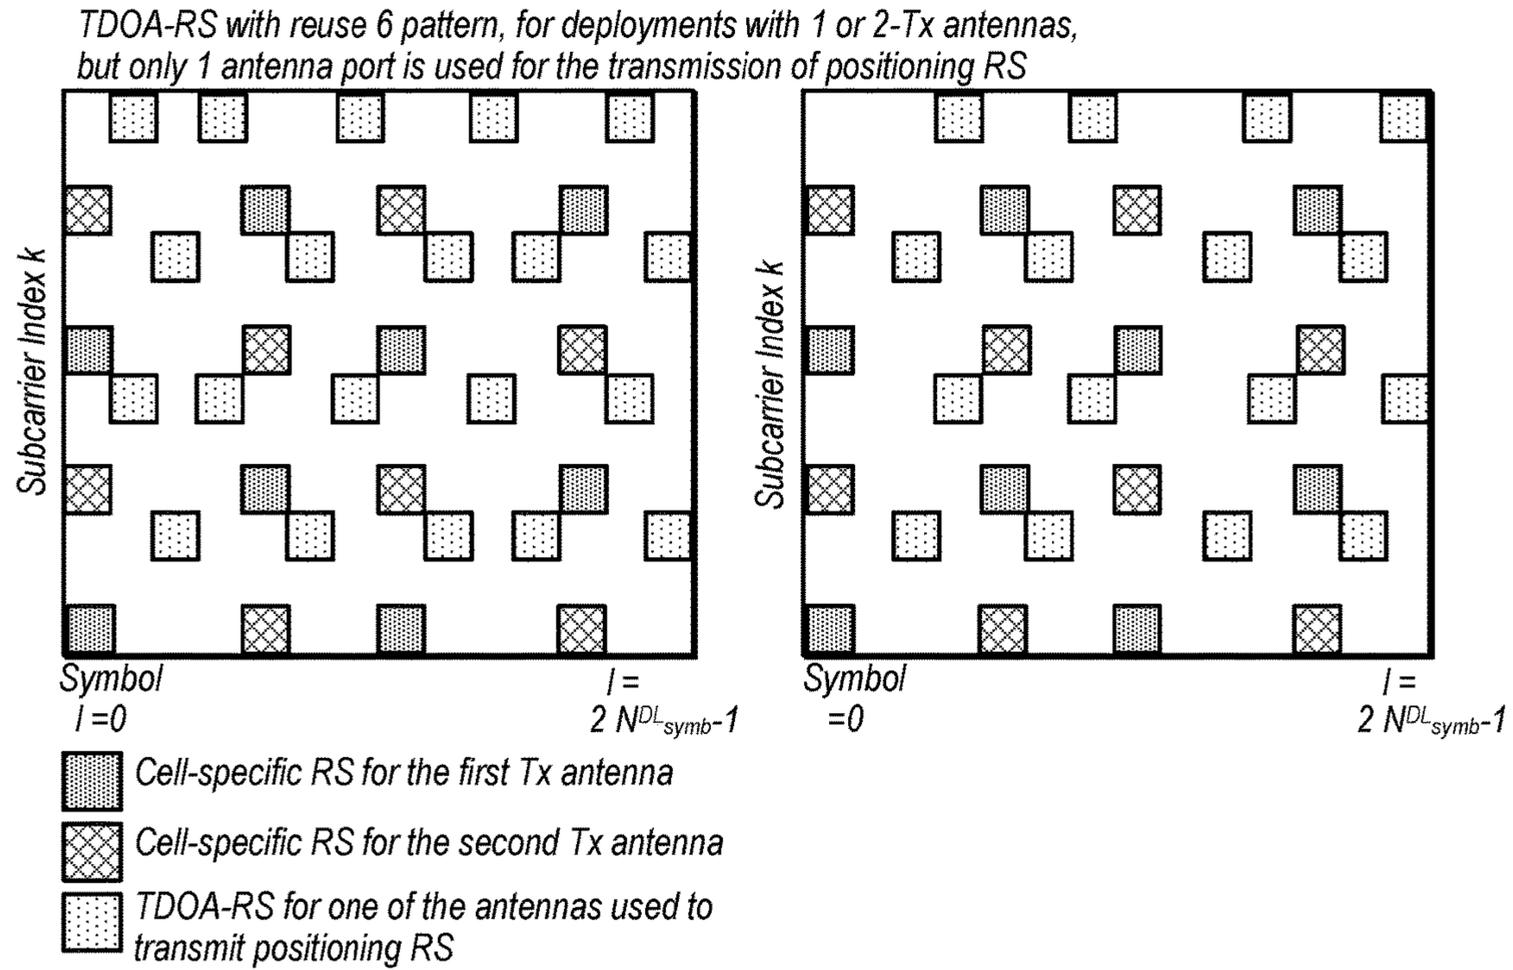 TDOA-RS with reuse 6 pattern, for deployments with 1 or 2-Tx antennas,
but only 1 antenna port is used for the transmission of positioning RS
Subcarrier Index k
Subcarrier Index k
Symbol
l =0
l =
2 N^DL_symb-1
Symbol
=0
l =
2 N^DL_symb-1
Cell-specific RS for the first Tx antenna
Cell-specific RS for the second Tx antenna
TDOA-RS for one of the antennas used to
transmit positioning RS